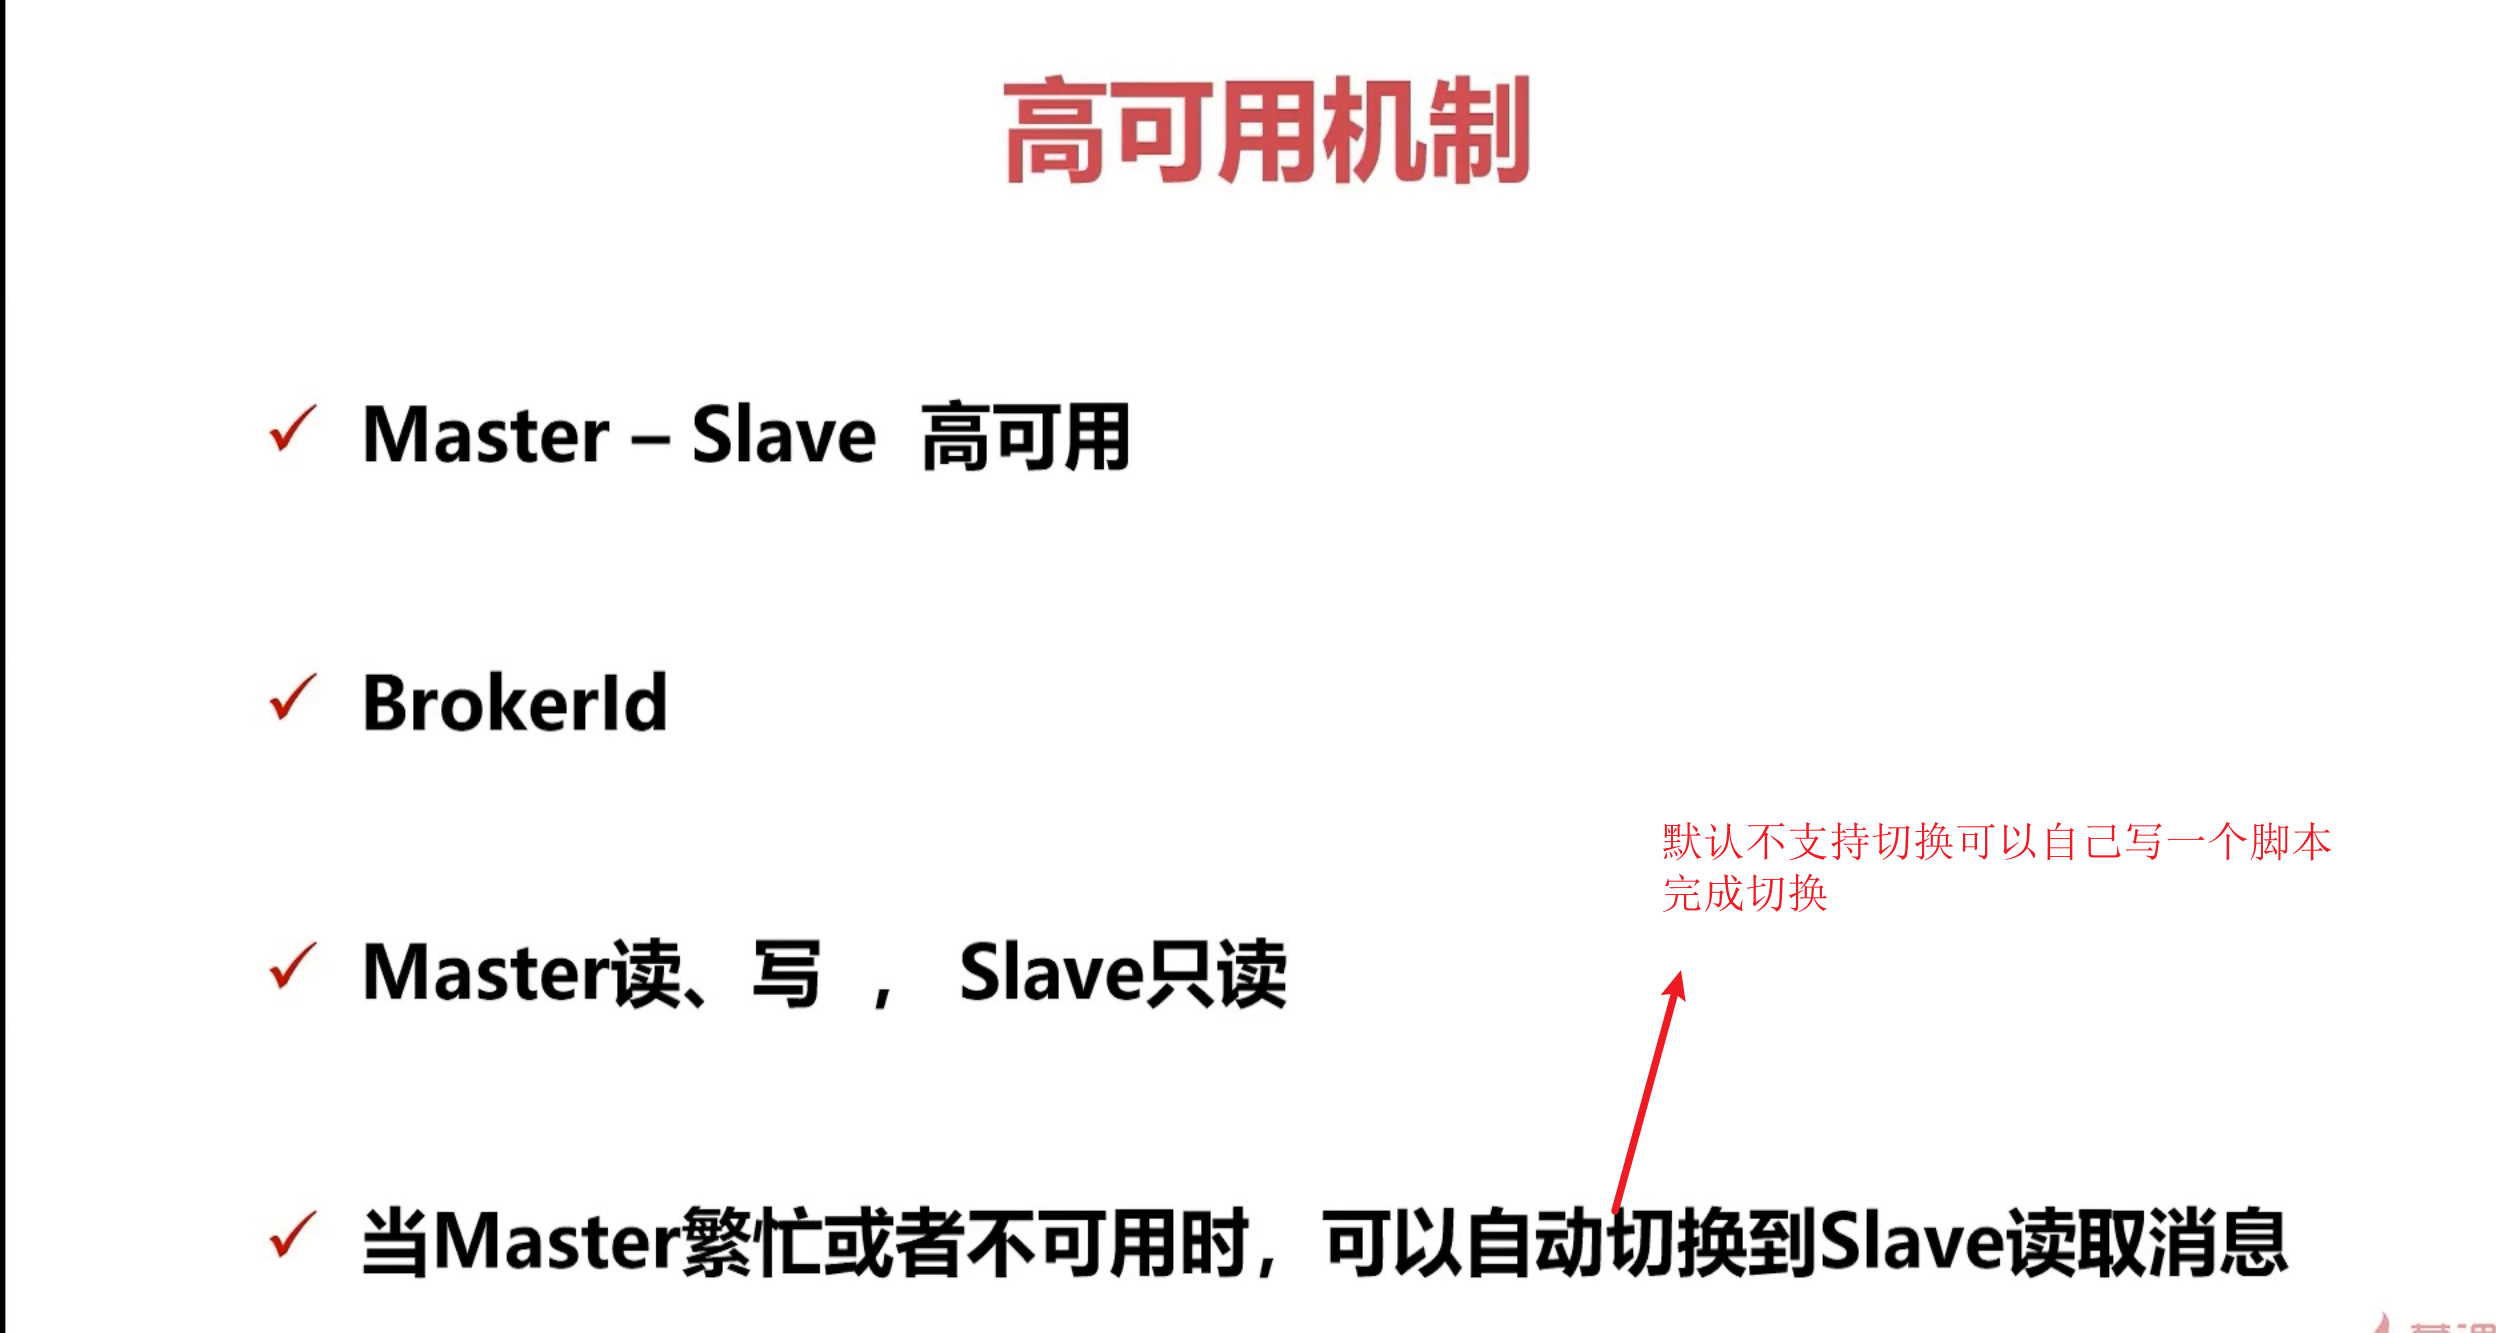 高可用机制
Master – Slave 高可用
BrokerId
默认不支持切换可以自己写一个脚本
完成切换
Master读、写 ， Slave只读
当Master繁忙或者不可用时，可以自动切换到Slave读取消息